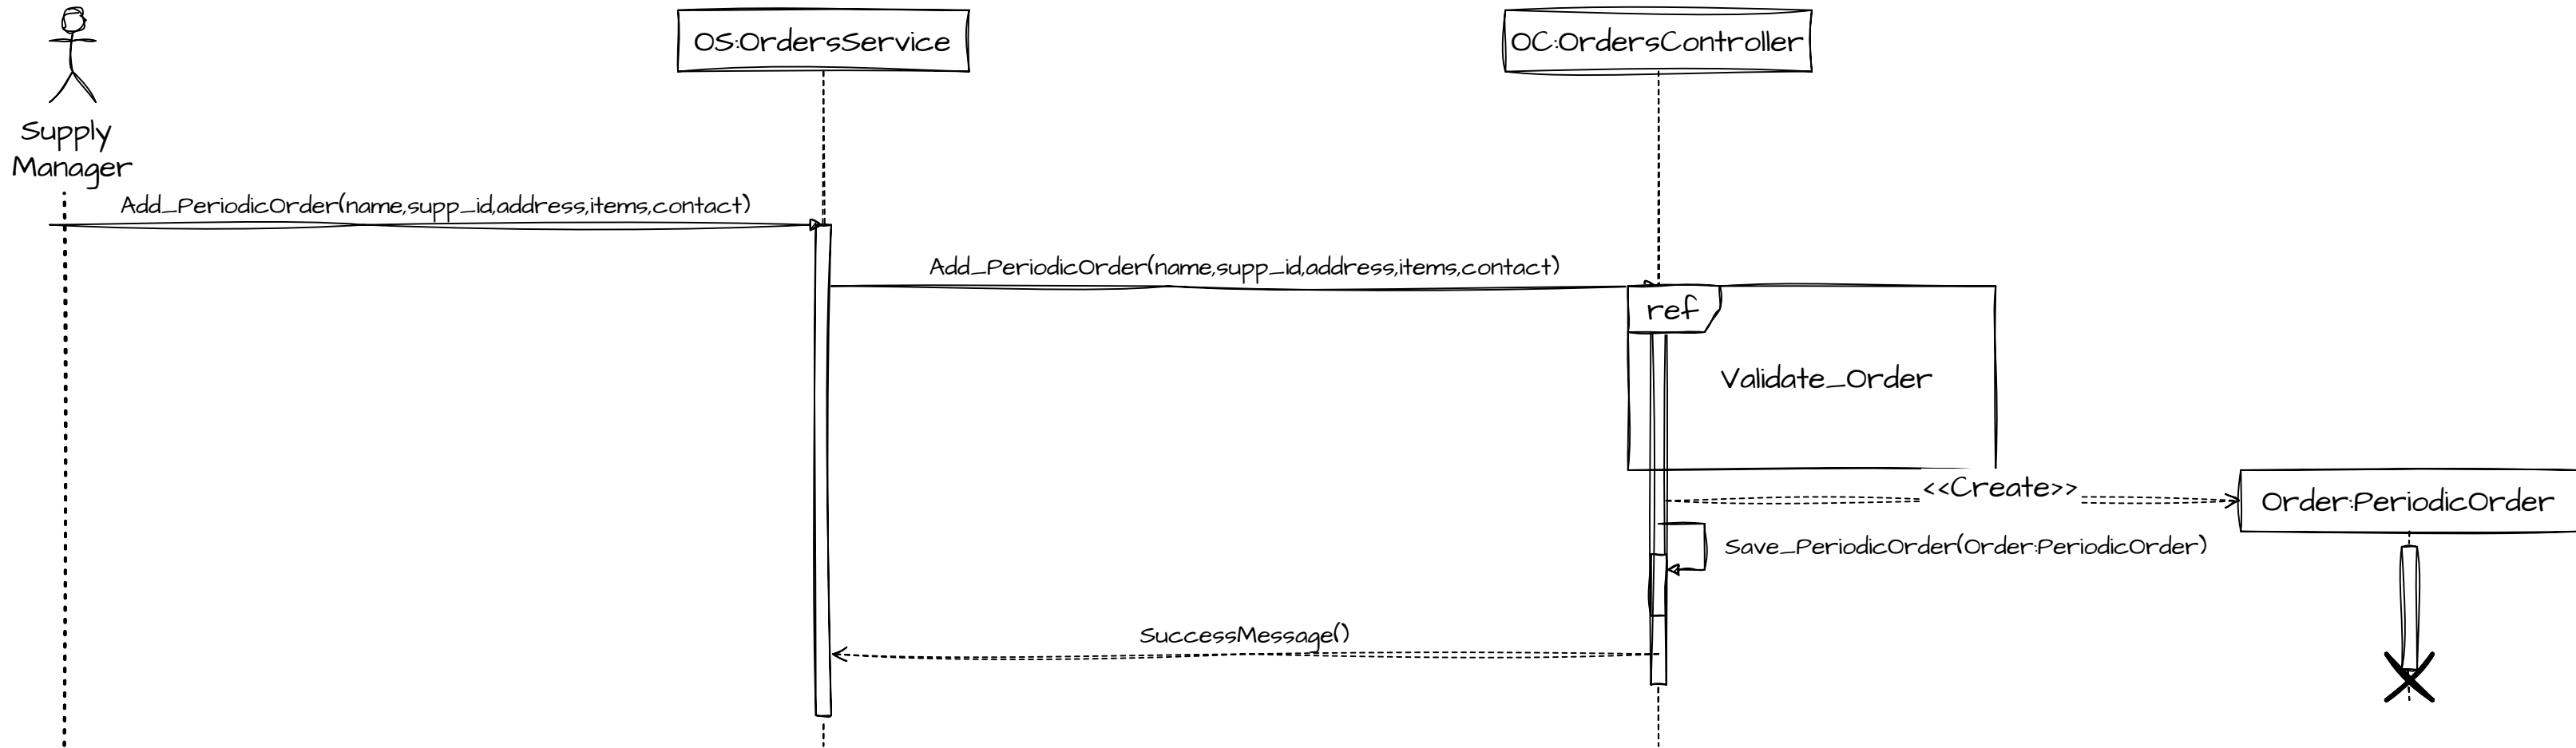 OS:OrdersService
OC:OrdersController
Supply
Manager
Add_PeriodicOrder(name,supp_id,address,items,contact)
Add_PeriodicOrder(name,supp_id,address,items,contact)
ref
Validate_Order
<<Create>>
Order:PeriodicOrder
Save_PeriodicOrder(Order:PeriodicOrder)
SuccessMessage()